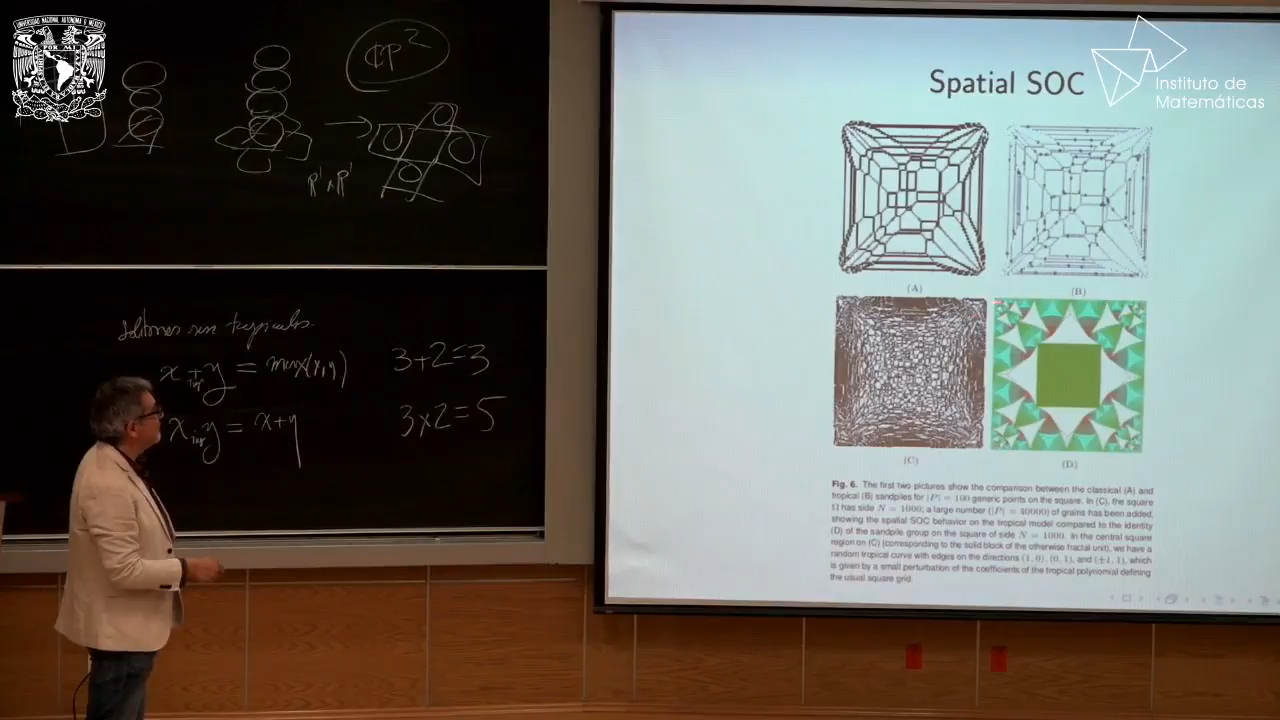 UNIVERSIDAD NACIONAL AUTONOMA
POR MI
ℂP²
P¹ x P¹
x +trop y = max(x,y)
3+2=3
x ·trop y = x+y
3x2=5
Spatial SOC
Instituto de
Matemáticas
(A)
(B)
(C)
(D)
Fig. 6. The first two pictures show the comparison between the classical (A) and
tropical (B) sandpiles for |P| = 100 generic points on the square. In (C), the square
Ω has side N = 1000; a large number (|P| = 40000) of grains has been added,
showing the spatial SOC behavior on the tropical model compared to the identity
(D) of the sandpile group on the square of side N = 1000. In the central square
region on (C) (corresponding to the solid block of the otherwise fractal unit), we have a
random tropical curve with edges on the directions (1, 0), (0, 1), and (±1, 1), which
is given by a small perturbation of the coefficients of the tropical polynomial defining
the usual square grid.